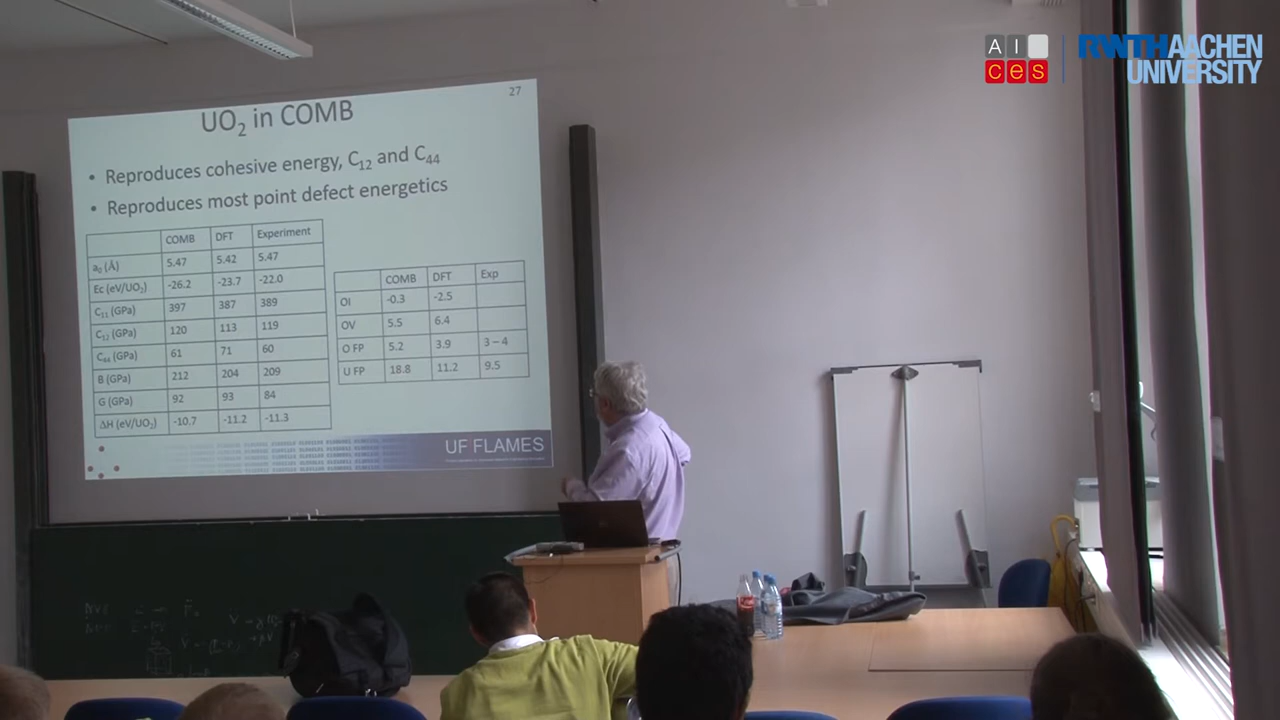 27
UO₂ in COMB
• Reproduces cohesive energy, C₁₂ and C₄₄
• Reproduces most point defect energetics
COMB DFT Experiment
a₀ (Å) 5.47 5.42 5.47
Ec (eV/UO₂) -26.2 -23.7 -22.0
C₁₁ (GPa) 397 387 389
C₁₂ (GPa) 120 113 119
C₄₄ (GPa) 61 71 60
B (GPa) 212 204 209
G (GPa) 92 93 84
ΔH (eV/UO₂) -10.7 -11.2 -11.3
COMB DFT Exp
OI -0.3 -2.5
OV 5.5 6.4
O FP 5.2 3.9 3 – 4
U FP 18.8 11.2 9.5
UF FLAMES
AI
ces
RWTH AACHEN
UNIVERSITY